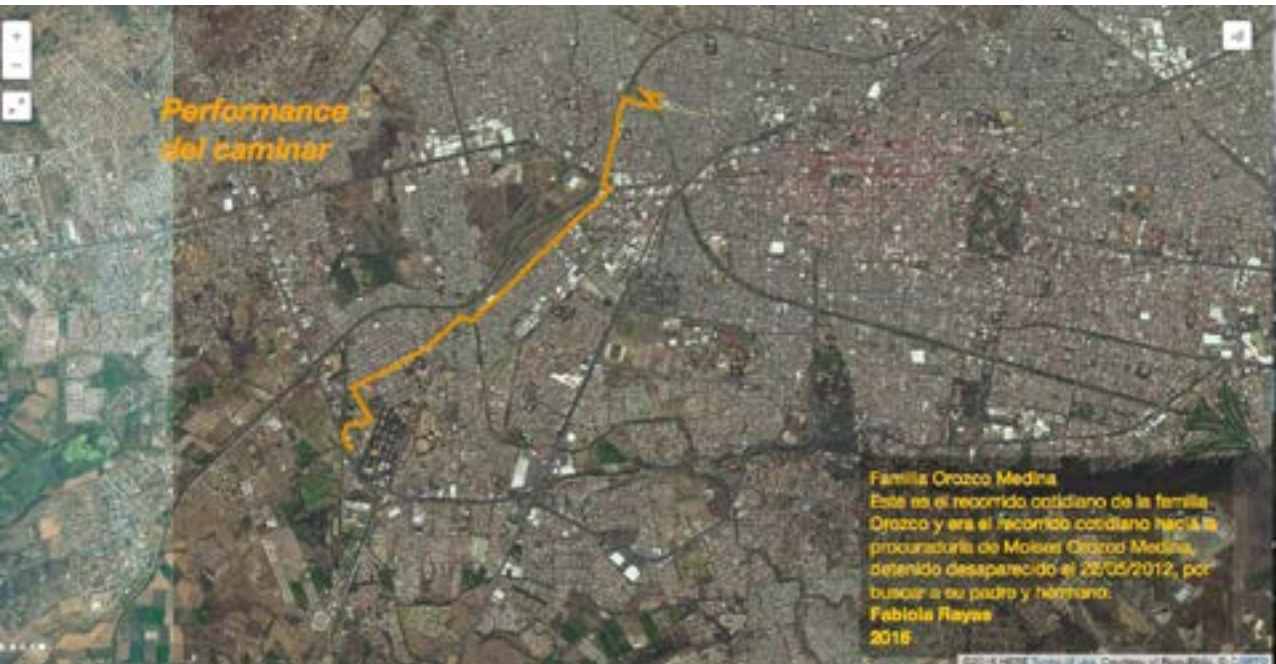 Performance
del caminar
Familia Orozco Medina
Este es el recorrido cotidiano de la familia
Orozco y era el recorrido cotidiano hacia la
procuraduría de Moises Orozco Medina,
detenido desaparecido el 22/05/2012, por
buscar a su padre y hermano.
Fabiola Rayas
2016